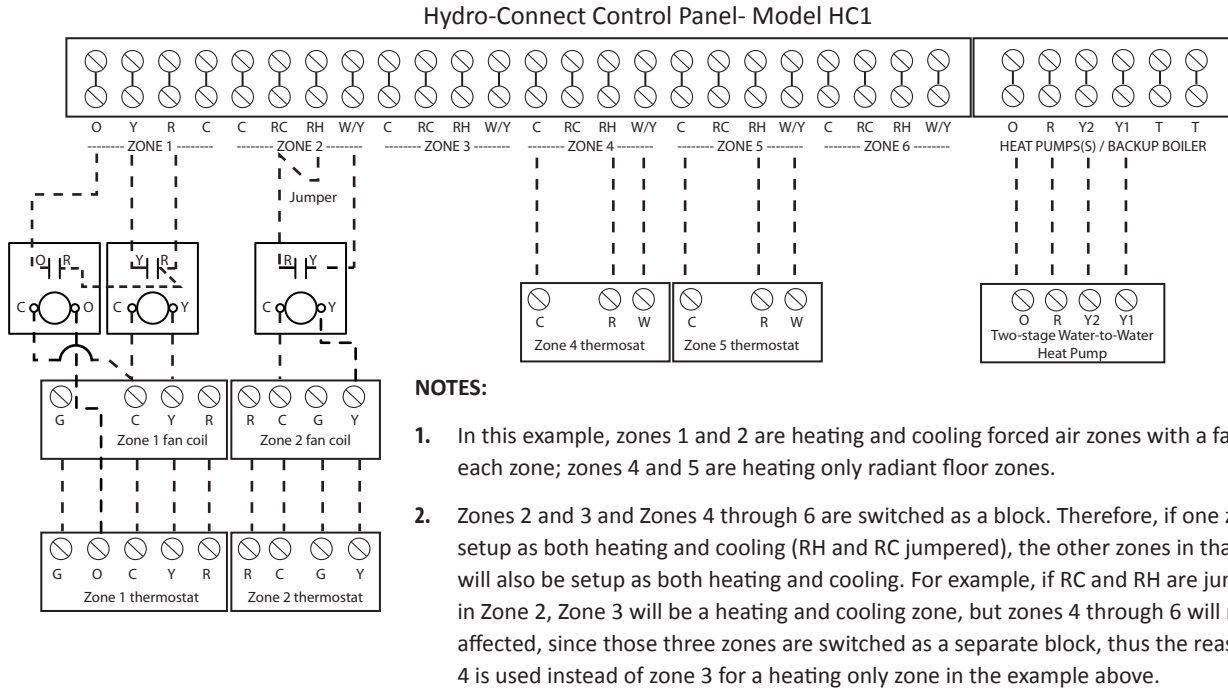 Hydro-Connect Control Panel- Model HC1
O Y R C C RC RH W/Y C RC RH W/Y C RC RH W/Y C RC RH W/Y C RC RH W/Y O R Y2 Y1 T T
-------- ZONE 1 -------- -------- ZONE 2 -------- -------- ZONE 3 -------- -------- ZONE 4 -------- -------- ZONE 5 -------- -------- ZONE 6 -------- HEAT PUMPS(S) / BACKUP BOILER
Jumper
O R Y R R Y
C O C Y C Y
C R W C R W O R Y2 Y1
Zone 4 thermosat Zone 5 thermostat Two-stage Water-to-Water
Heat Pump
G C Y R R C G Y
Zone 1 fan coil Zone 2 fan coil
G O C Y R R C G Y
Zone 1 thermostat Zone 2 thermostat
NOTES:
1. In this example, zones 1 and 2 are heating and cooling forced air zones with a
each zone; zones 4 and 5 are heating only radiant floor zones.
2. Zones 2 and 3 and Zones 4 through 6 are switched as a block. Therefore, if one
setup as both heating and cooling (RH and RC jumpered), the other zones in
will also be setup as both heating and cooling. For example, if RC and RH are
in Zone 2, Zone 3 will be a heating and cooling zone, but zones 4 through 6 will
affected, since those three zones are switched as a separate block, thus the
4 is used instead of zone 3 for a heating only zone in the example above.